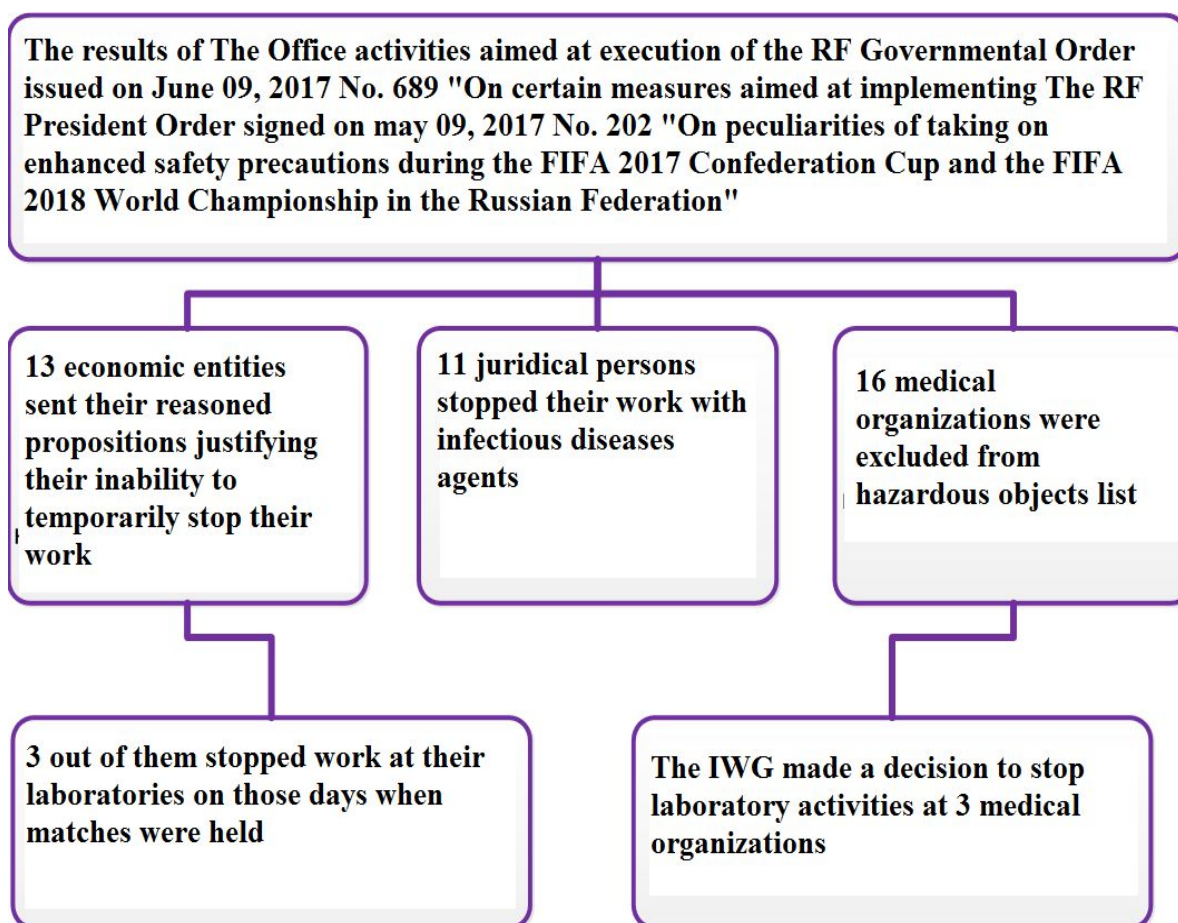 The results of The Office activities aimed at execution of the RF Governmental Order
issued on June 09, 2017 No. 689 "On certain measures aimed at implementing The RF
President Order signed on may 09, 2017 No. 202 "On peculiarities of taking on
enhanced safety precautions during the FIFA 2017 Confederation Cup and the FIFA
2018 World Championship in the Russian Federation"
13 economic entities
sent their reasoned
propositions justifying
their inability to
temporarily stop their
work
11 juridical persons
stopped their work with
infectious diseases
agents
16 medical
organizations were
excluded from
hazardous objects list
3 out of them stopped work at their
laboratories on those days when
matches were held
The IWG made a decision to stop
laboratory activities at 3 medical
organizations